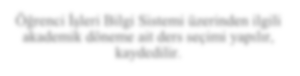 Öğrenci İşleri Bilgi Sistemi üzerinden ilgili
akademik döneme ait ders seçimi yapılır,
kaydedilir.